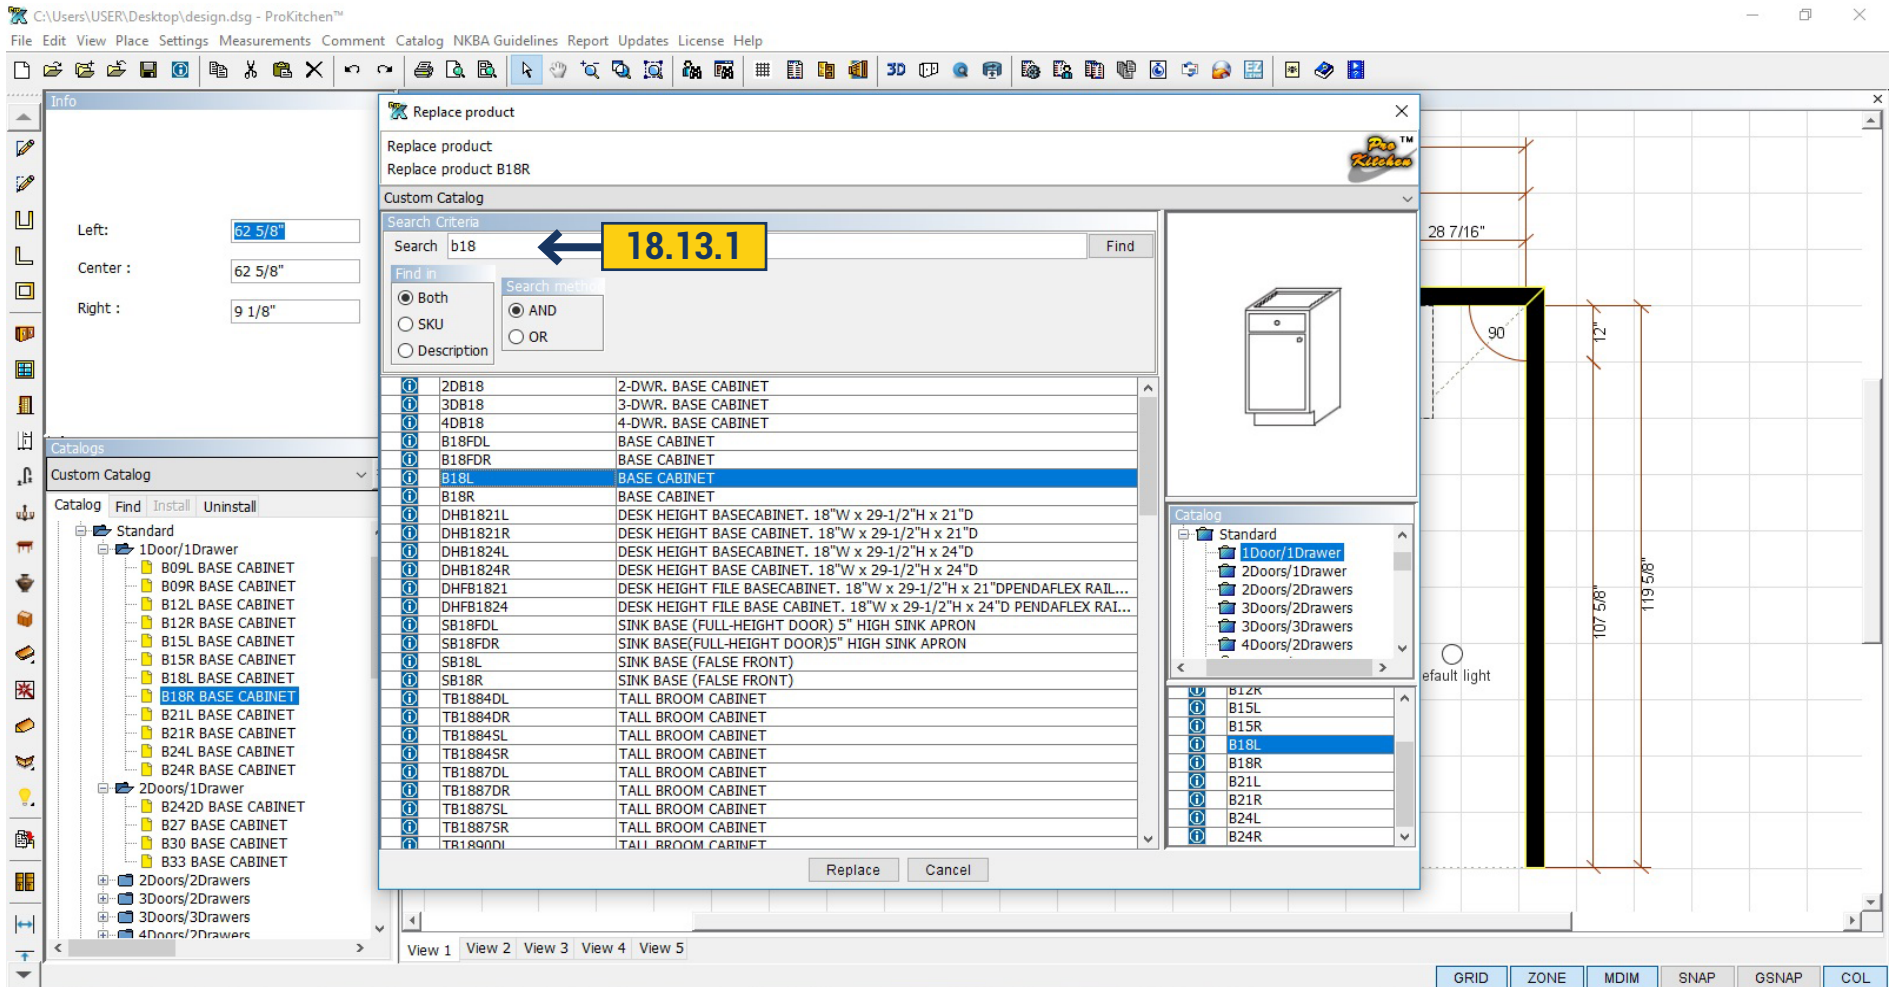 C:\Users\USER\Desktop\design.dsg - ProKitchen™
File Edit View Place Settings Measurements Comment Catalog NKBA Guidelines Report Updates License Help
3D
EZ
Info
Left: 62 5/8"
Center : 62 5/8"
Right : 9 1/8"
Catalogs
Custom Catalog
Catalog Find Install Uninstall
Standard
1Door/1Drawer
B09L BASE CABINET
B09R BASE CABINET
B12L BASE CABINET
B12R BASE CABINET
B15L BASE CABINET
B15R BASE CABINET
B18L BASE CABINET
B18R BASE CABINET
B21L BASE CABINET
B21R BASE CABINET
B24L BASE CABINET
B24R BASE CABINET
2Doors/1Drawer
B242D BASE CABINET
B27 BASE CABINET
B30 BASE CABINET
B33 BASE CABINET
2Doors/2Drawers
3Doors/2Drawers
3Doors/3Drawers
4Doors/2Drawers
Replace product
Replace product
Replace product B18R
Pro Kitchen TM
Custom Catalog
Search Criteria
Search b18 18.13.1 Find
Find in
Both
SKU
Description
Search metho
AND
OR
2DB18 2-DWR. BASE CABINET
3DB18 3-DWR. BASE CABINET
4DB18 4-DWR. BASE CABINET
B18FDL BASE CABINET
B18FDR BASE CABINET
B18L BASE CABINET
B18R BASE CABINET
DHB1821L DESK HEIGHT BASECABINET. 18"W x 29-1/2"H x 21"D
DHB1821R DESK HEIGHT BASE CABINET. 18"W x 29-1/2"H x 21"D
DHB1824L DESK HEIGHT BASECABINET. 18"W x 29-1/2"H x 24"D
DHB1824R DESK HEIGHT BASE CABINET. 18"W x 29-1/2"H x 24"D
DHFB1821 DESK HEIGHT FILE BASECABINET. 18"W x 29-1/2"H x 21"DPENDAFLEX RAIL...
DHFB1824 DESK HEIGHT FILE BASE CABINET. 18"W x 29-1/2"H x 24"D PENDAFLEX RAI...
SB18FDL SINK BASE (FULL-HEIGHT DOOR) 5" HIGH SINK APRON
SB18FDR SINK BASE(FULL-HEIGHT DOOR)5" HIGH SINK APRON
SB18L SINK BASE (FALSE FRONT)
SB18R SINK BASE (FALSE FRONT)
TB1884DL TALL BROOM CABINET
TB1884DR TALL BROOM CABINET
TB1884SL TALL BROOM CABINET
TB1884SR TALL BROOM CABINET
TB1887DL TALL BROOM CABINET
TB1887DR TALL BROOM CABINET
TB1887SL TALL BROOM CABINET
TB1887SR TALL BROOM CABINET
TB1890DL TALL BROOM CABINET
Catalog
Standard
1Door/1Drawer
2Doors/1Drawer
2Doors/2Drawers
3Doors/2Drawers
3Doors/3Drawers
4Doors/2Drawers
B12R
B15L
B15R
B18L
B18R
B21L
B21R
B24L
B24R
Replace Cancel
28 7/16"
90
12"
107 5/8"
119 5/8"
efault light
View 1 View 2 View 3 View 4 View 5
GRID ZONE MDIM SNAP GSNAP COL